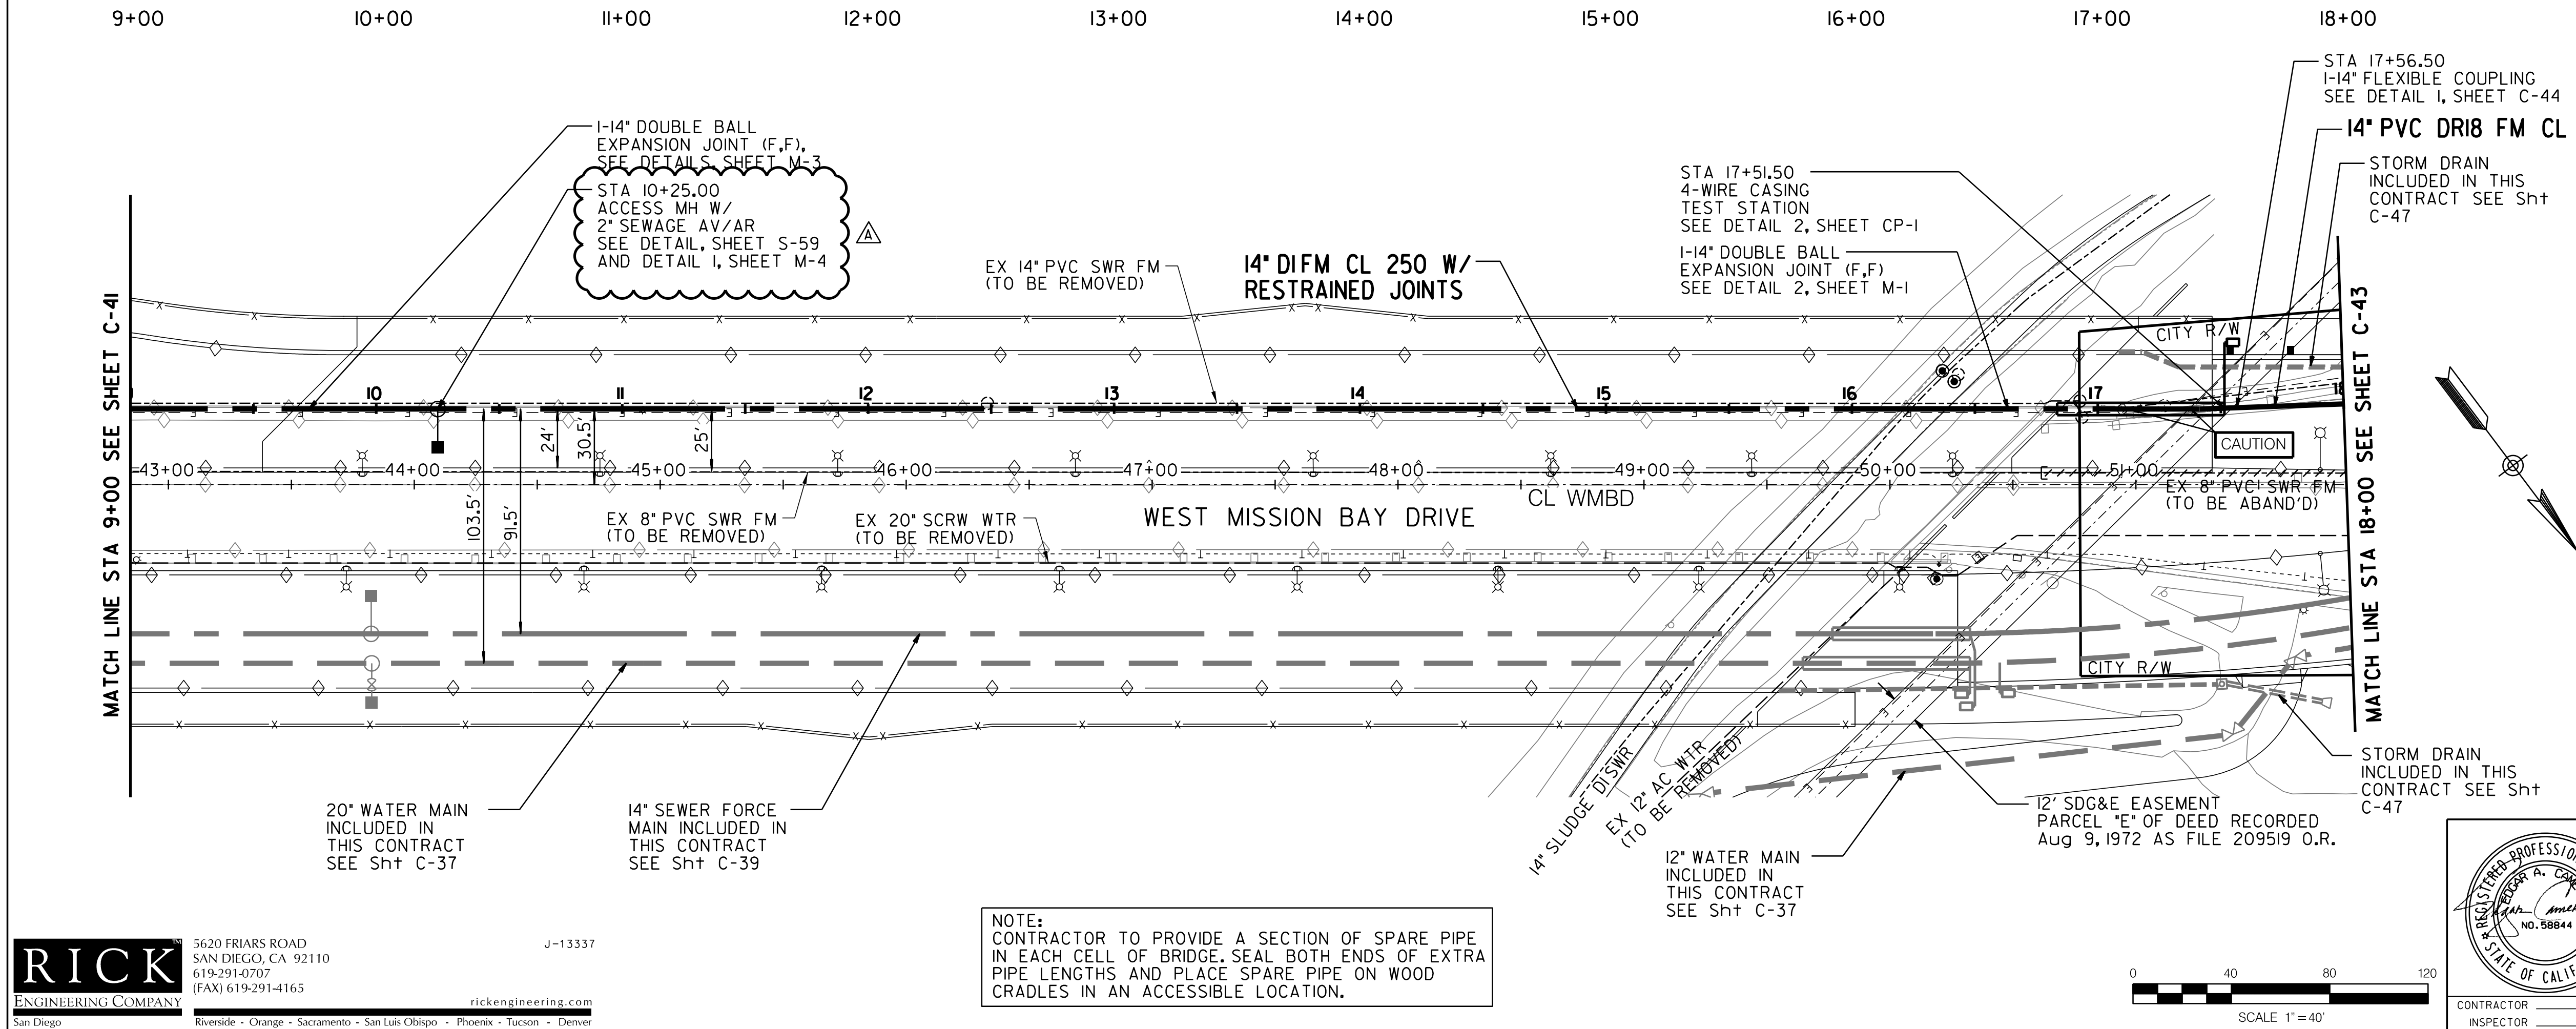 9+00 10+00 11+00 12+00 13+00 14+00 15+00 16+00 17+00 18+00
STA 17+56.50
1-14" FLEXIBLE COUPLING
SEE DETAIL 1, SHEET C-44
14" PVC DR18 FM CL
STORM DRAIN
INCLUDED IN THIS
CONTRACT SEE Sht
C-47
1-14" DOUBLE BALL
EXPANSION JOINT (F,F),
SEE DETAILS, SHEET M-3
STA 10+25.00
ACCESS MH W/
2" SEWAGE AV/AR
SEE DETAIL, SHEET S-59
AND DETAIL 1, SHEET M-4
A
EX 14" PVC SWR FM
(TO BE REMOVED)
14" DIFM CL 250 W/
RESTRAINED JOINTS
STA 17+51.50
4-WIRE CASING
TEST STATION
SEE DETAIL 2, SHEET CP-1
1-14" DOUBLE BALL
EXPANSION JOINT (F,F)
SEE DETAIL 2, SHEET M-1
MATCH LINE STA 9+00 SEE SHEET C-41
CITY R/W
10 11 12 13 14 15 16 17 18
24'
30.5'
25'
CAUTION
43+00 44+00 45+00 46+00 47+00 48+00 49+00 50+00 51+00
103.5'
91.5'
EX 8" PVC SWR FM
(TO BE REMOVED)
EX 20" SCRW WTR
(TO BE REMOVED)
WEST MISSION BAY DRIVE
CL WMBD
EX 8" PVC SWR FM
(TO BE ABAND'D)
MATCH LINE STA 18+00 SEE SHEET C-43
CITY R/W
14" SLUDGE DI SWR
EX 12" AC WTR
(TO BE REMOVED)
20" WATER MAIN
INCLUDED IN
THIS CONTRACT
SEE Sht C-37
14" SEWER FORCE
MAIN INCLUDED IN
THIS CONTRACT
SEE Sht C-39
12" WATER MAIN
INCLUDED IN
THIS CONTRACT
SEE Sht C-37
12' SDG&E EASEMENT
PARCEL "E" OF DEED RECORDED
Aug 9, 1972 AS FILE 209519 O.R.
STORM DRAIN
INCLUDED IN THIS
CONTRACT SEE Sht
C-47
NOTE:
CONTRACTOR TO PROVIDE A SECTION OF SPARE PIPE
IN EACH CELL OF BRIDGE. SEAL BOTH ENDS OF EXTRA
PIPE LENGTHS AND PLACE SPARE PIPE ON WOOD
CRADLES IN AN ACCESSIBLE LOCATION.
RICK™
ENGINEERING COMPANY
San Diego
5620 FRIARS ROAD
SAN DIEGO, CA 92110
619-291-0707
(FAX) 619-291-4165
J-13337
rickengineering.com
Riverside - Orange - Sacramento - San Luis Obispo - Phoenix - Tucson - Denver
0 40 80 120
SCALE 1"=40'
REGISTERED
EDGAR A.
NO. 58844
STATE OF
CONTRACTOR
INSPECTOR